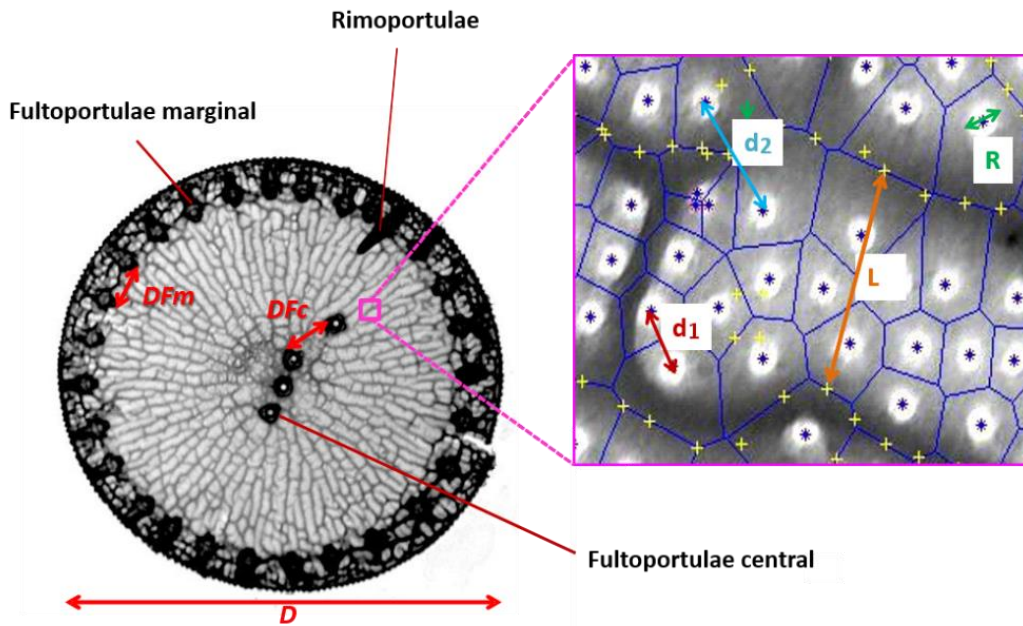 Rimoportulae
Fultoportulae marginal
d2
R
DFm
DFc
L
d1
Fultoportulae central
D